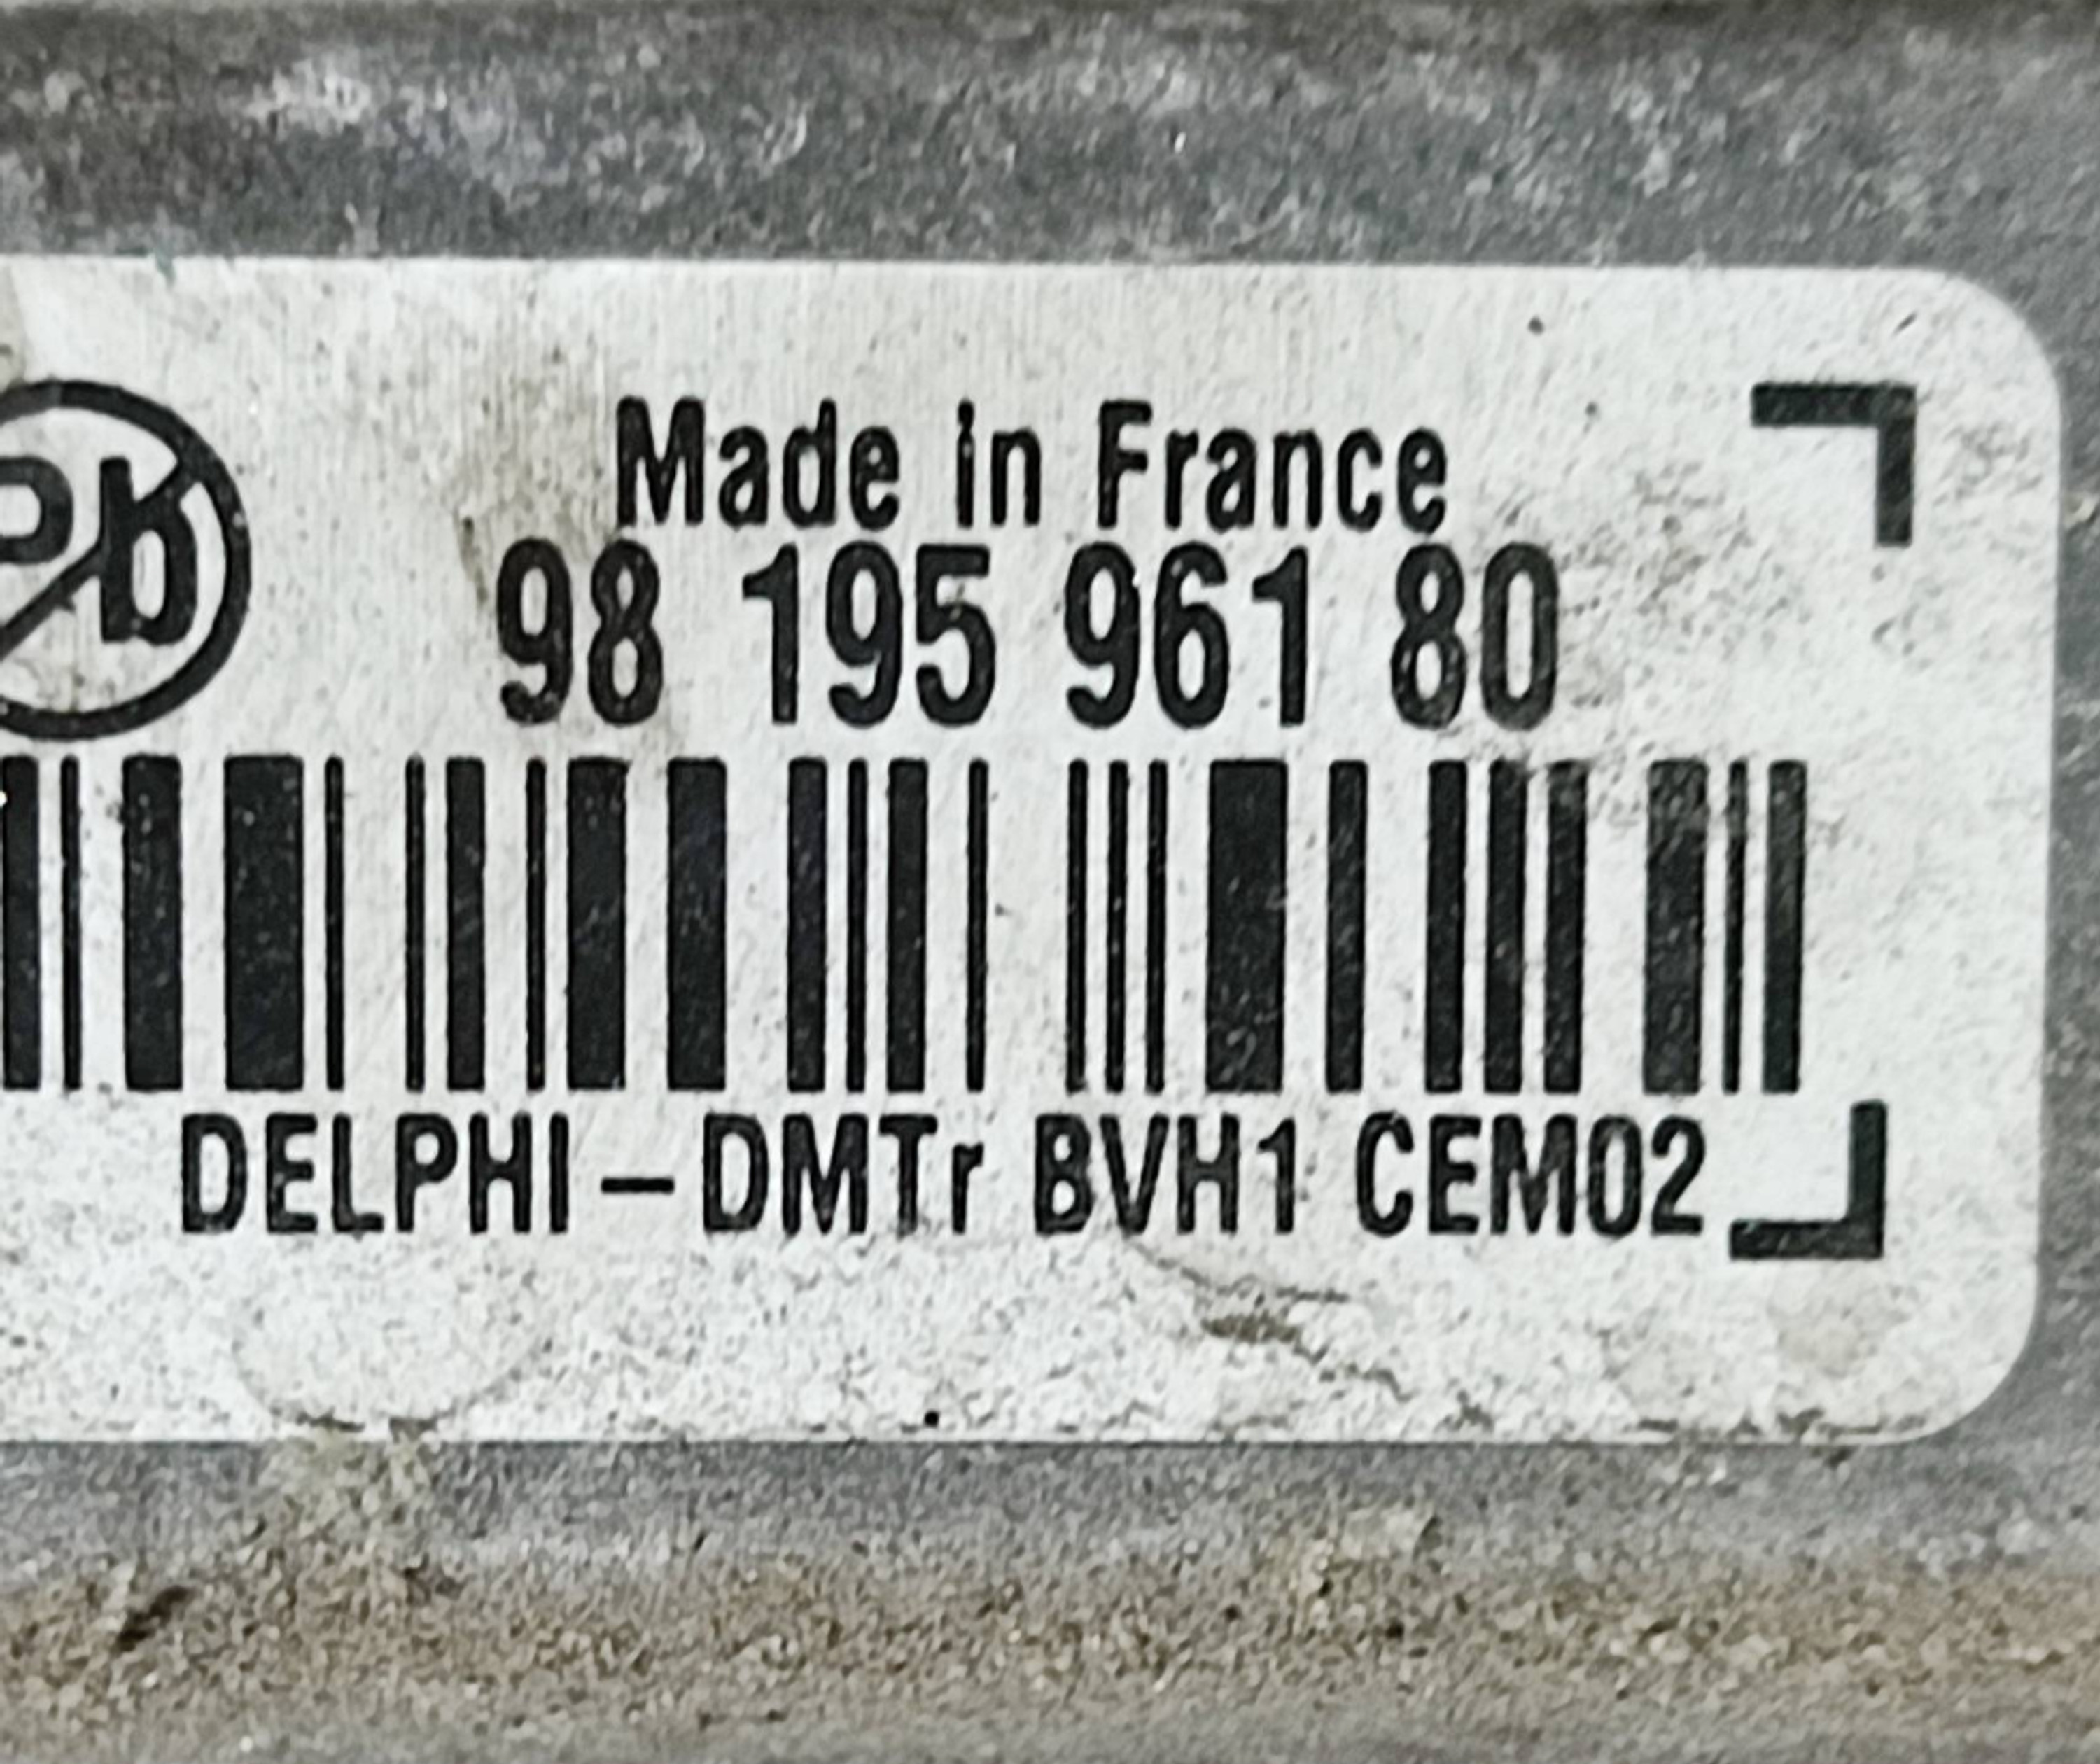 Pb
Made in France
98 195 961 80
DELPHI-DMTr BVH1 CEM02